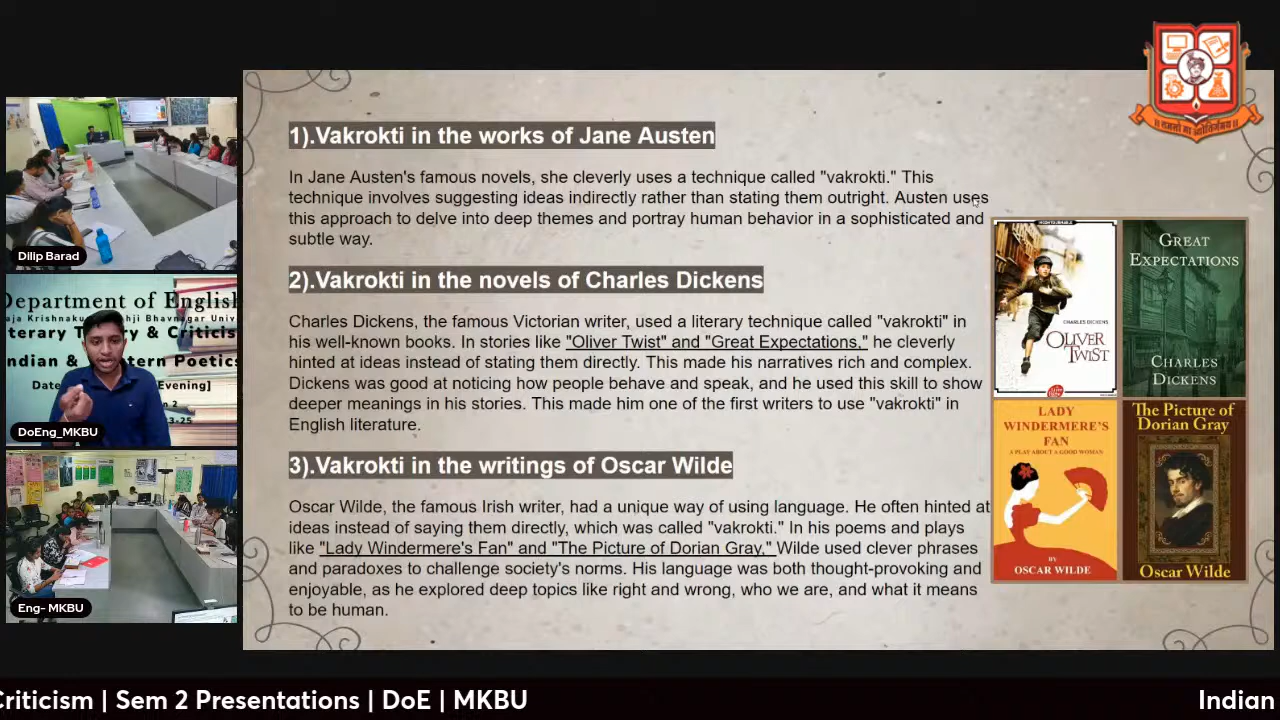 1).Vakrokti in the works of Jane Austen
In Jane Austen's famous novels, she cleverly uses a technique called "vakrokti." This
technique involves suggesting ideas indirectly rather than stating them outright. Austen uses
this approach to delve into deep themes and portray human behavior in a sophisticated and
subtle way.
2).Vakrokti in the novels of Charles Dickens
Charles Dickens, the famous Victorian writer, used a literary technique called "vakrokti" in
his well-known books. In stories like "Oliver Twist" and "Great Expectations," he cleverly
hinted at ideas instead of stating them directly. This made his narratives rich and complex.
Dickens was good at noticing how people behave and speak, and he used this skill to show
deeper meanings in his stories. This made him one of the first writers to use "vakrokti" in
English literature.
3).Vakrokti in the writings of Oscar Wilde
Oscar Wilde, the famous Irish writer, had a unique way of using language. He often hinted at
ideas instead of saying them directly, which was called "vakrokti." In his poems and plays
like "Lady Windermere's Fan" and "The Picture of Dorian Gray," Wilde used clever phrases
and paradoxes to challenge society's norms. His language was both thought-provoking and
enjoyable, as he explored deep topics like right and wrong, who we are, and what it means
to be human.
CHARLES DICKENS
OLIVER
TWIST
GREAT
EXPECTATIONS
CHARLES
DICKENS
LADY
WINDERMERE'S
FAN
A PLAY ABOUT A GOOD WOMAN
BY
OSCAR WILDE
The Picture of
Dorian Gray
Oscar Wilde
Dilip Barad
Department of English
DoEng_MKBU
Eng- MKBU
Criticism | Sem 2 Presentations | DoE | MKBU
Indian